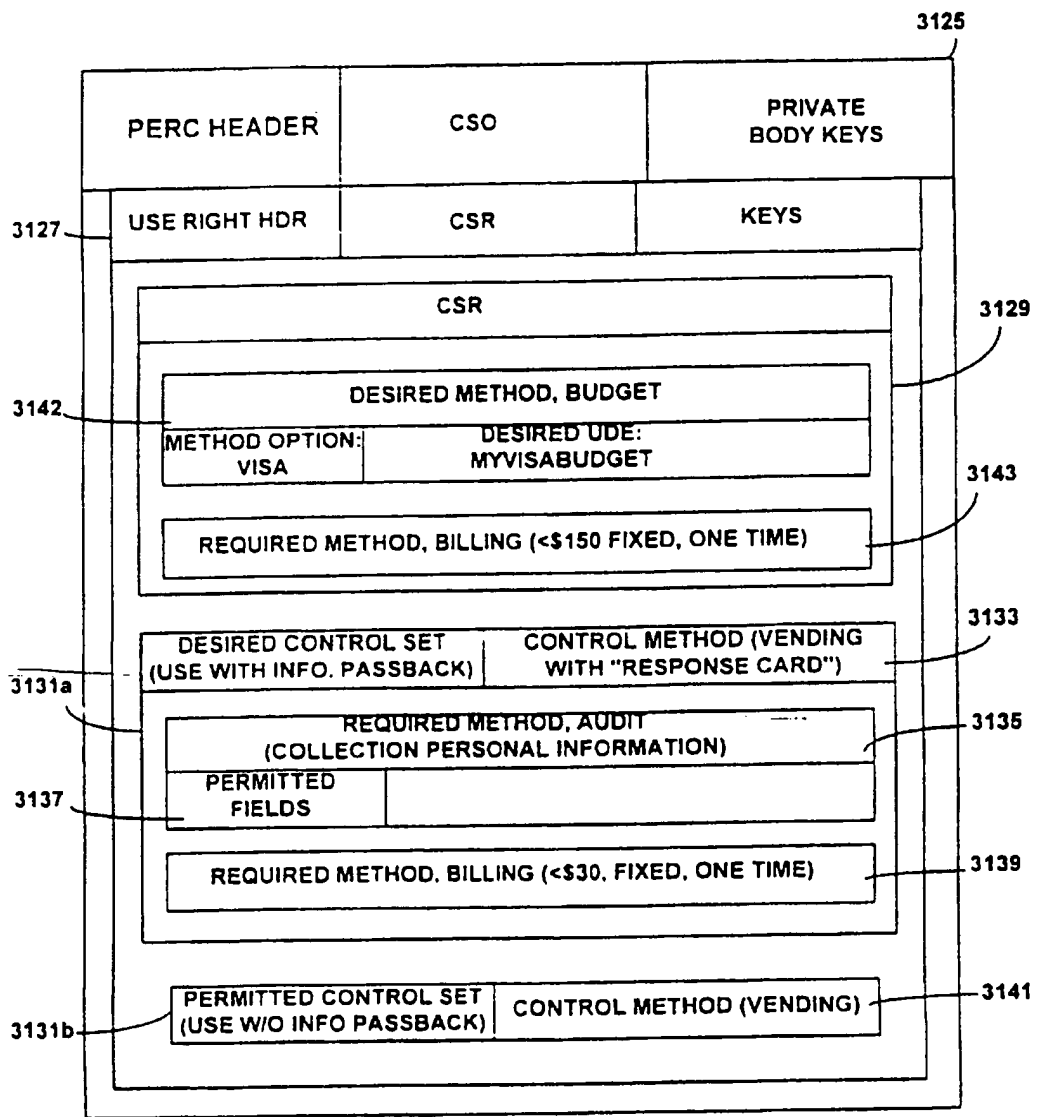 3125
PERC HEADER
CSO
PRIVATE
BODY KEYS
3127
USE RIGHT HDR
CSR
KEYS
CSR
3129
3142
DESIRED METHOD, BUDGET
METHOD OPTION:
VISA
DESIRED UDE:
MYVISABUDGET
3143
REQUIRED METHOD, BILLING (<$150 FIXED, ONE TIME)
3133
DESIRED CONTROL SET
(USE WITH INFO. PASSBACK)
CONTROL METHOD (VENDING
WITH "RESPONSE CARD")
3131a
REQUIRED METHOD, AUDIT
(COLLECTION PERSONAL INFORMATION)
3135
3137
PERMITTED
FIELDS
REQUIRED METHOD, BILLING (<$30, FIXED, ONE TIME)
3139
3131b
PERMITTED CONTROL SET
(USE W/O INFO PASSBACK)
CONTROL METHOD (VENDING)
3141